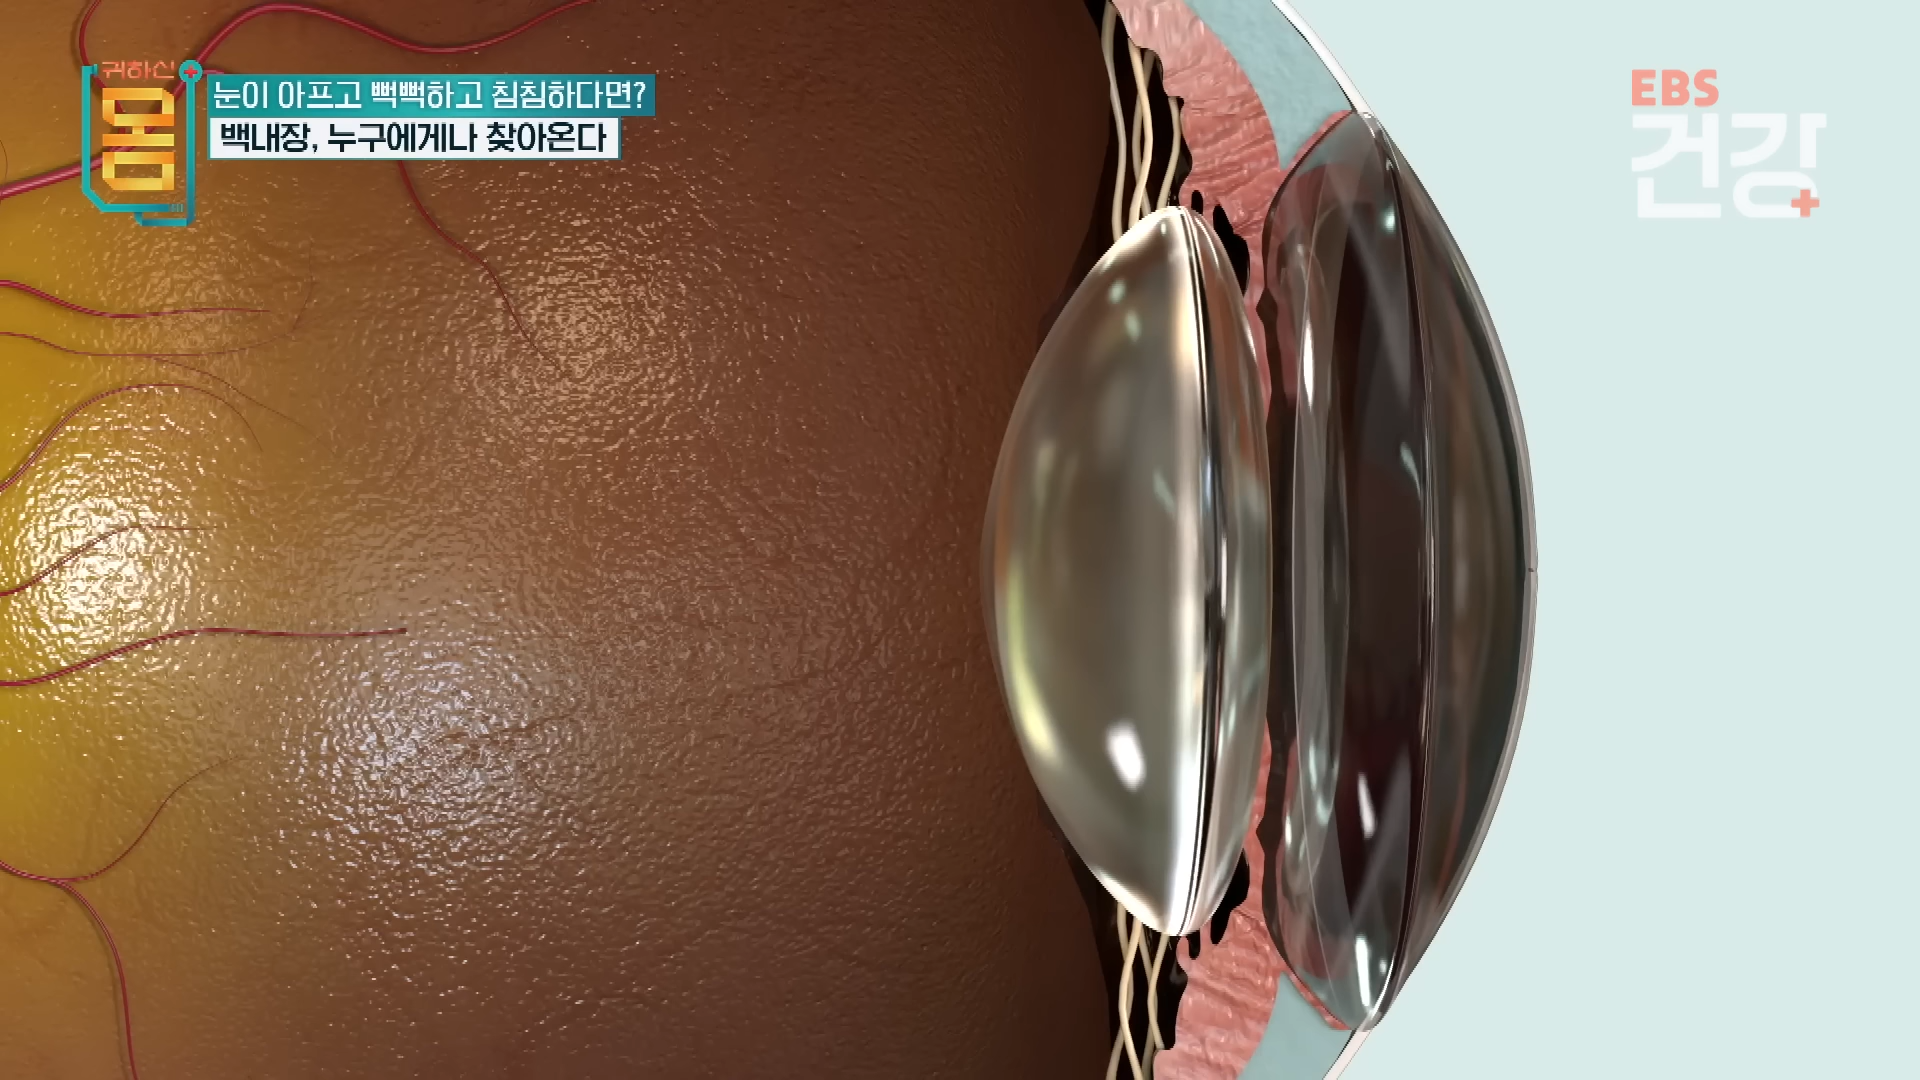 귀하신
몸
눈이 아프고 뻑뻑하고 침침하다면?
백내장, 누구에게나 찾아온다
EBS
건강